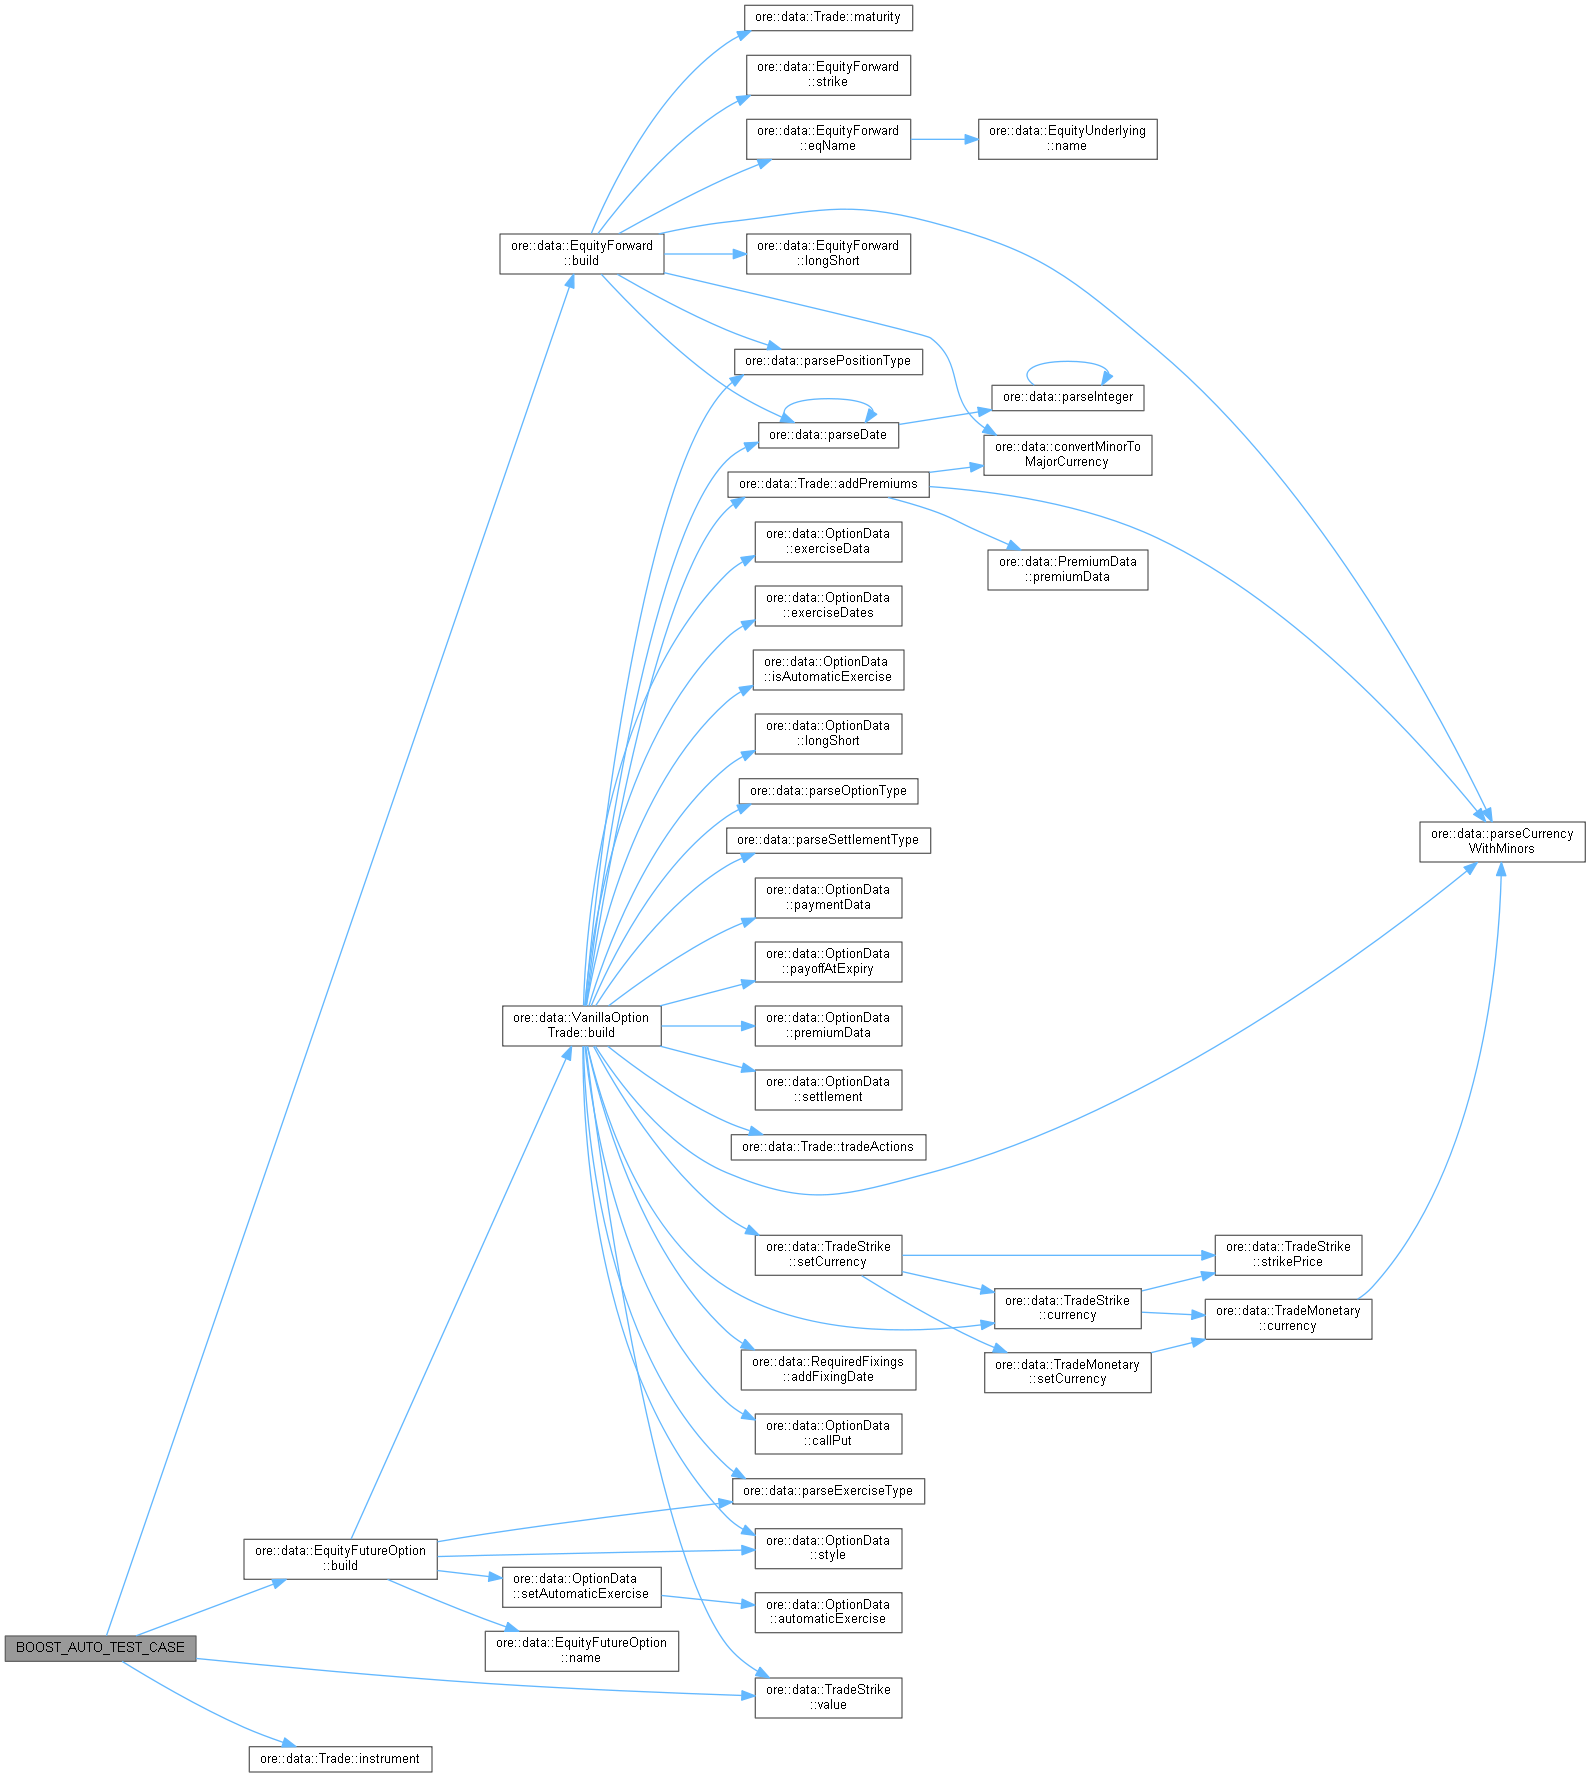 ore::data::Trade::maturity
ore::data::EquityForward
::strike
ore::data::EquityForward
::eqName
ore::data::EquityUnderlying
::name
ore::data::EquityForward
::build
ore::data::EquityForward
::longShort
ore::data::parsePositionType
ore::data::parseInteger
ore::data::parseDate
ore::data::convertMinorTo
MajorCurrency
ore::data::Trade::addPremiums
ore::data::OptionData
::exerciseData
ore::data::PremiumData
::premiumData
ore::data::OptionData
::exerciseDates
ore::data::OptionData
::isAutomaticExercise
ore::data::OptionData
::longShort
ore::data::parseOptionType
ore::data::parseSettlementType
ore::data::parseCurrency
WithMinors
ore::data::OptionData
::paymentData
ore::data::OptionData
::payoffAtExpiry
ore::data::VanillaOption
Trade::build
ore::data::OptionData
::premiumData
ore::data::OptionData
::settlement
ore::data::Trade::tradeActions
ore::data::TradeStrike
::setCurrency
ore::data::TradeStrike
::strikePrice
ore::data::TradeStrike
::currency
ore::data::TradeMonetary
::currency
ore::data::RequiredFixings
::addFixingDate
ore::data::TradeMonetary
::setCurrency
ore::data::OptionData
::callPut
ore::data::parseExerciseType
ore::data::EquityFutureOption
::build
ore::data::OptionData
::style
ore::data::OptionData
::setAutomaticExercise
ore::data::OptionData
::automaticExercise
BOOST_AUTO_TEST_CASE
ore::data::EquityFutureOption
::name
ore::data::TradeStrike
::value
ore::data::Trade::instrument